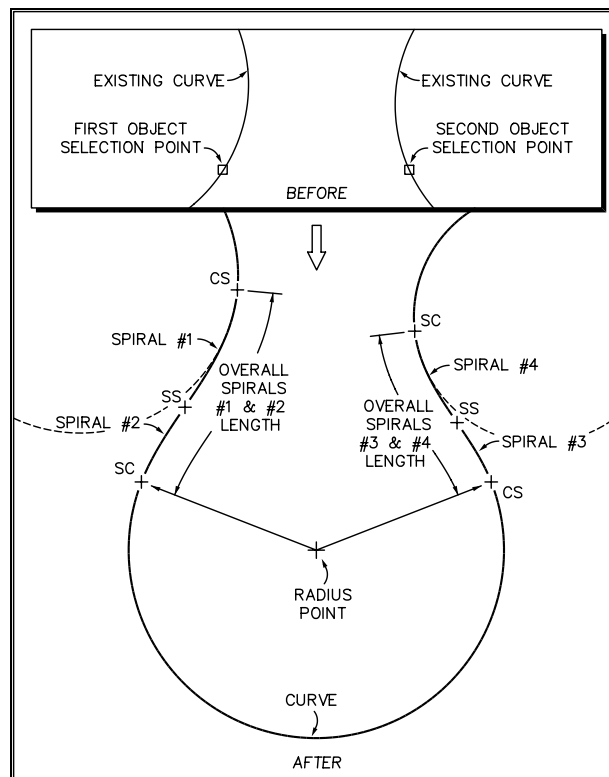 EXISTING CURVE
EXISTING CURVE
FIRST OBJECT
SELECTION POINT
SECOND OBJECT
SELECTION POINT
BEFORE
CS
SC
SPIRAL #1
OVERALL
SPIRALS
#1 & #2
LENGTH
SPIRAL #4
SS
SPIRAL #2
OVERALL
SPIRALS
#3 & #4
LENGTH
SS
SPIRAL #3
SC
CS
RADIUS
POINT
CURVE
AFTER